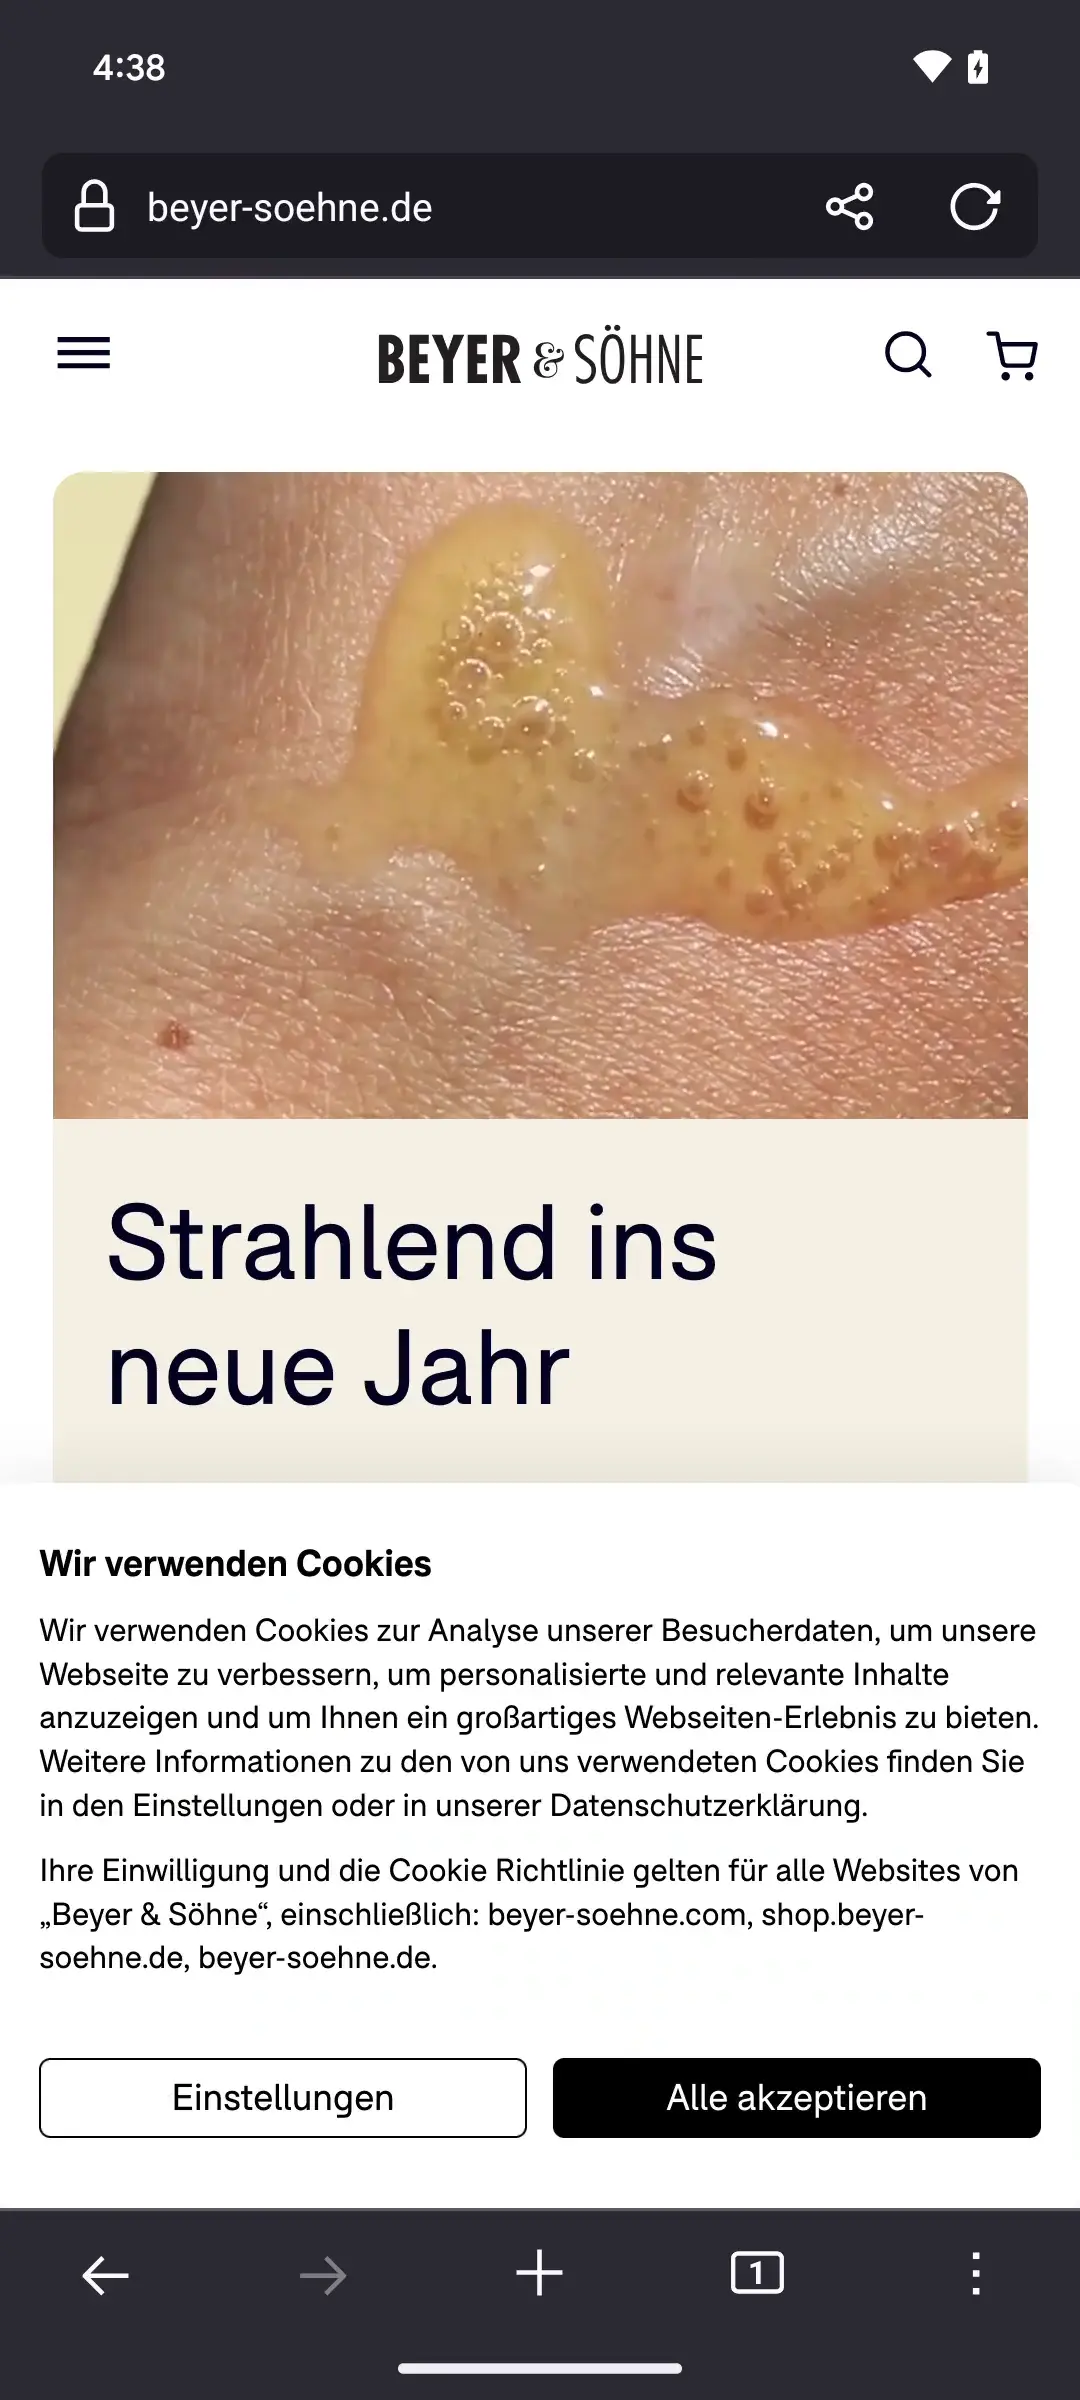 4:38
beyer-soehne.de
BEYER & SÖHNE
Strahlend ins
neue Jahr
Wir verwenden Cookies
Wir verwenden Cookies zur Analyse unserer Besucherdaten, um unsere
Webseite zu verbessern, um personalisierte und relevante Inhalte
anzuzeigen und um Ihnen ein großartiges Webseiten-Erlebnis zu bieten.
Weitere Informationen zu den von uns verwendeten Cookies finden Sie
in den Einstellungen oder in unserer Datenschutzerklärung.
Ihre Einwilligung und die Cookie Richtlinie gelten für alle Websites von
„Beyer & Söhne“, einschließlich: beyer-soehne.com, shop.beyer-
soehne.de, beyer-soehne.de.
Einstellungen
Alle akzeptieren
1